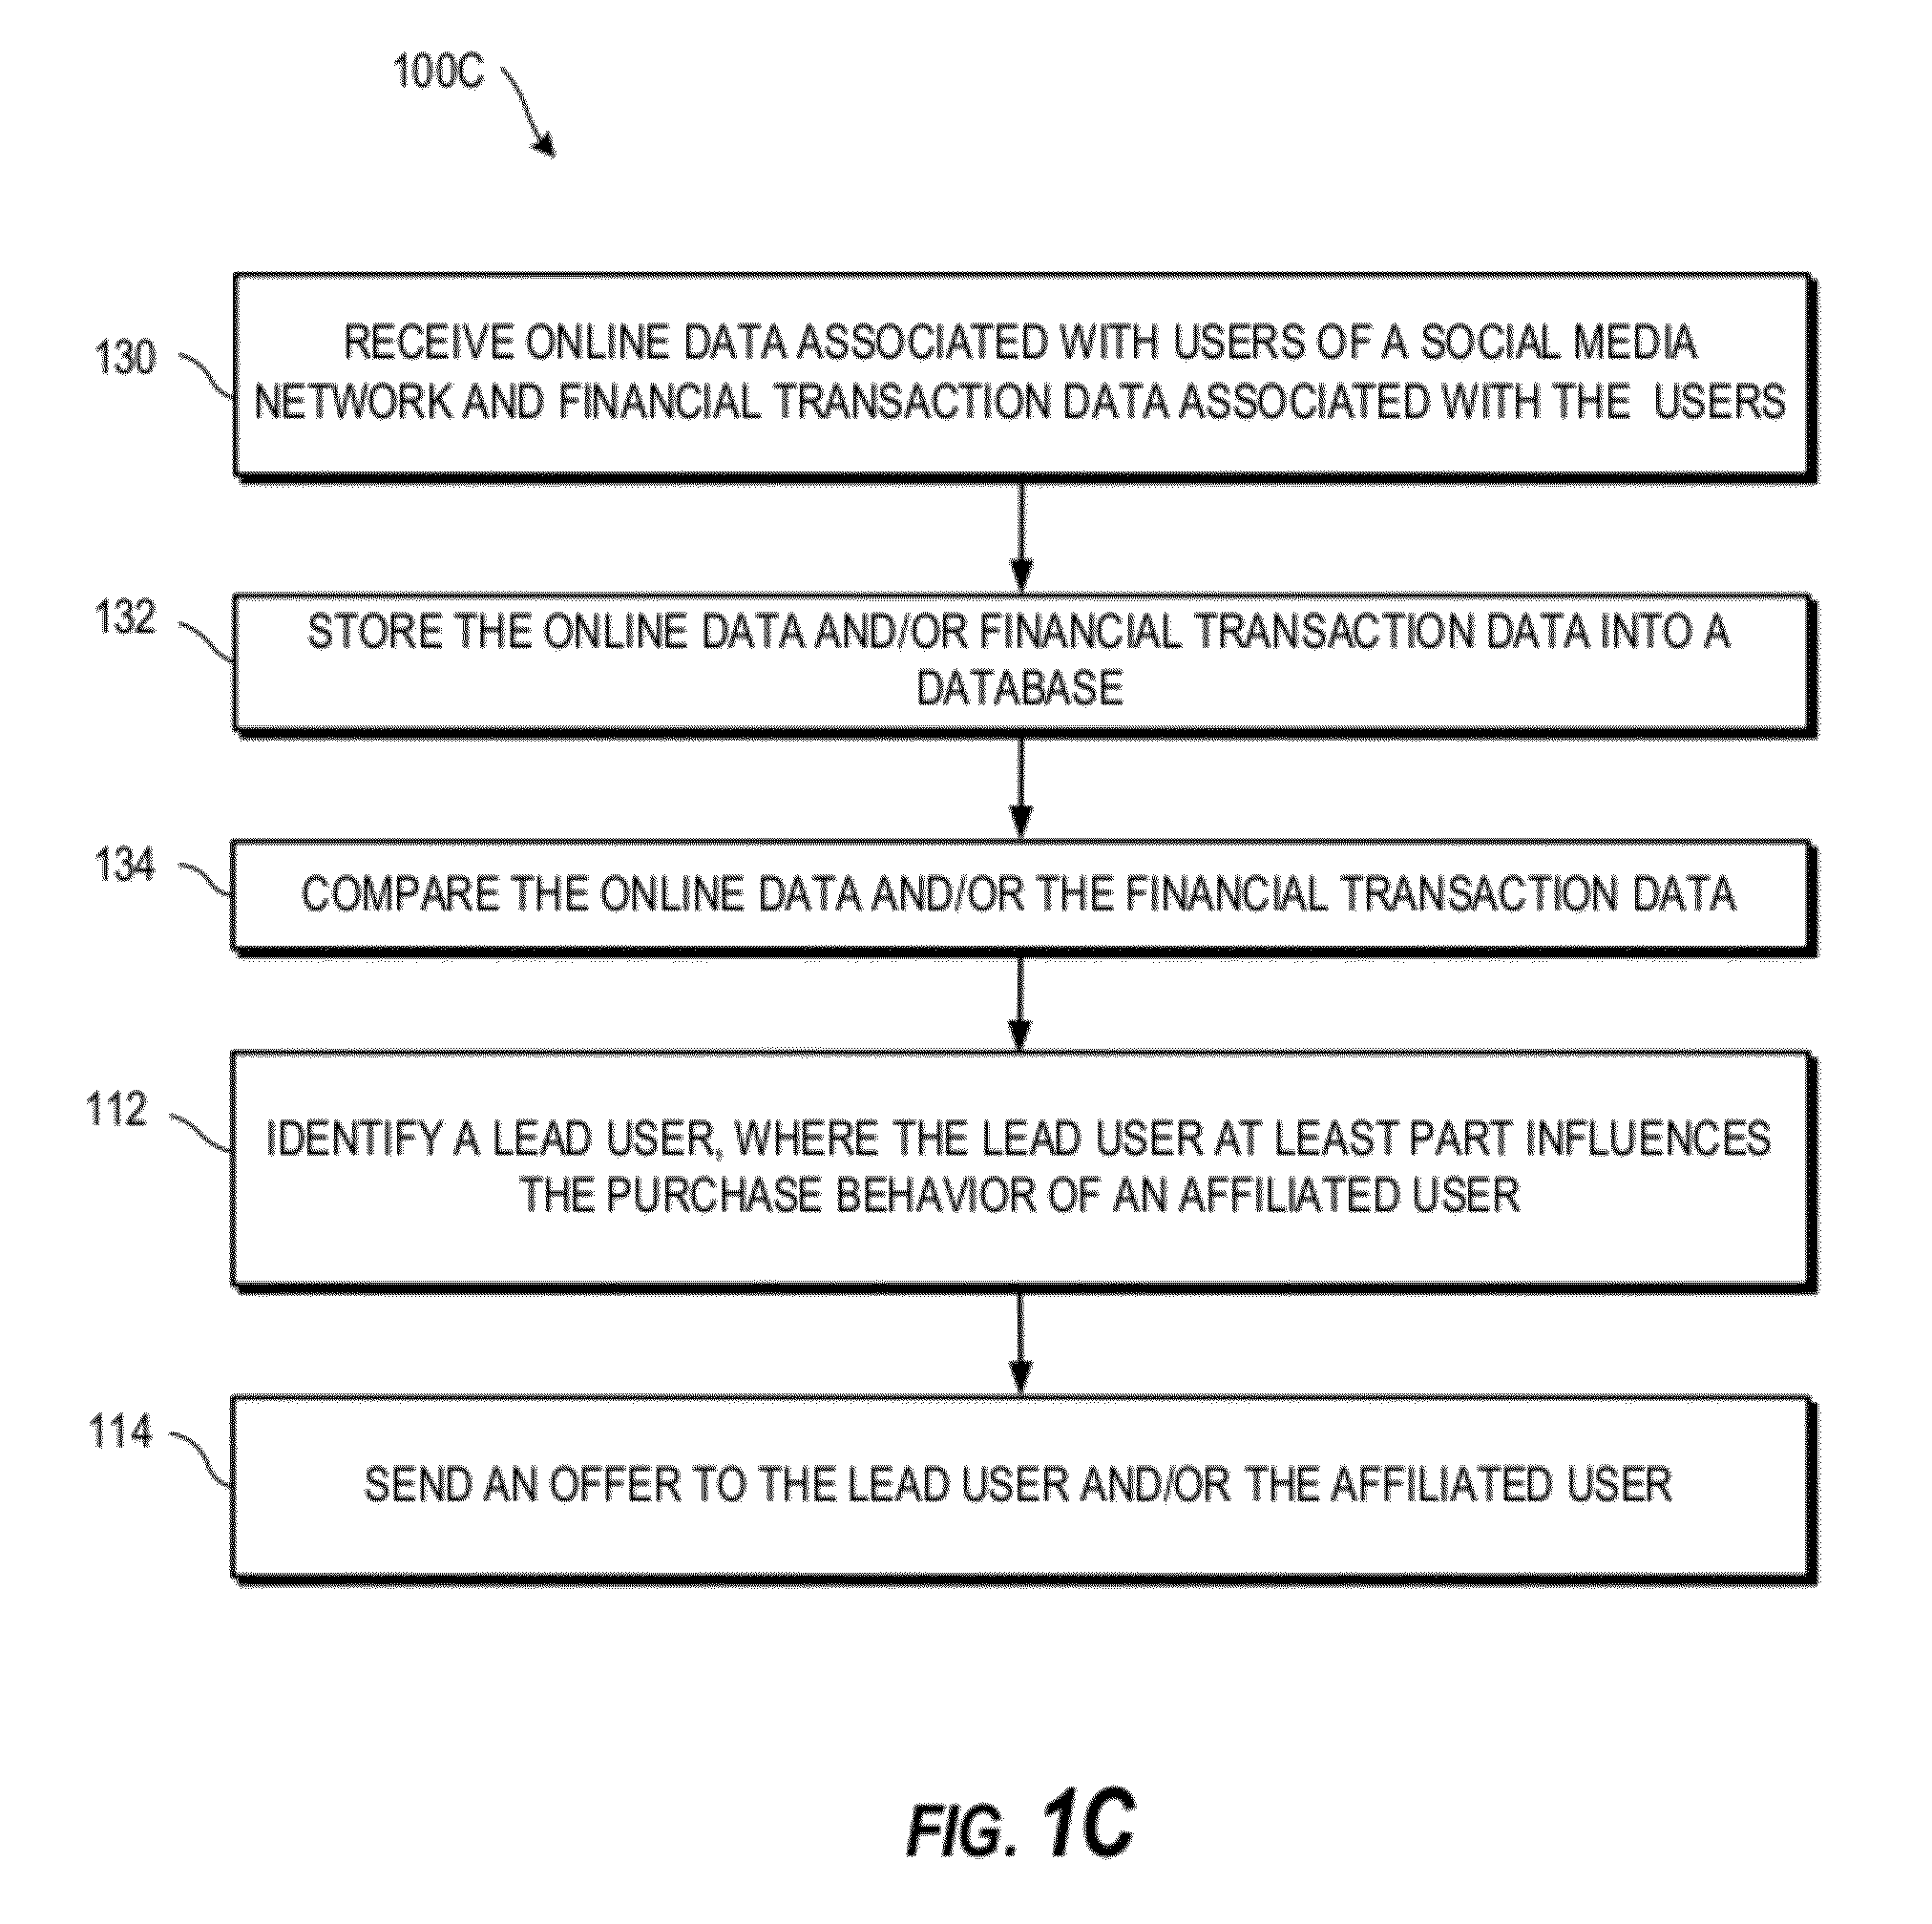 100C
130
RECEIVE ONLINE DATA ASSOCIATED WITH USERS OF A SOCIAL MEDIA
NETWORK AND FINANCIAL TRANSACTION DATA ASSOCIATED WITH THE USERS
132
STORE THE ONLINE DATA AND/OR FINANCIAL TRANSACTION DATA INTO A
DATABASE
134
COMPARE THE ONLINE DATA AND/OR THE FINANCIAL TRANSACTION DATA
112
IDENTIFY A LEAD USER, WHERE THE LEAD USER AT LEAST PART INFLUENCES
THE PURCHASE BEHAVIOR OF AN AFFILIATED USER
114
SEND AN OFFER TO THE LEAD USER AND/OR THE AFFILIATED USER
FIG. 1C